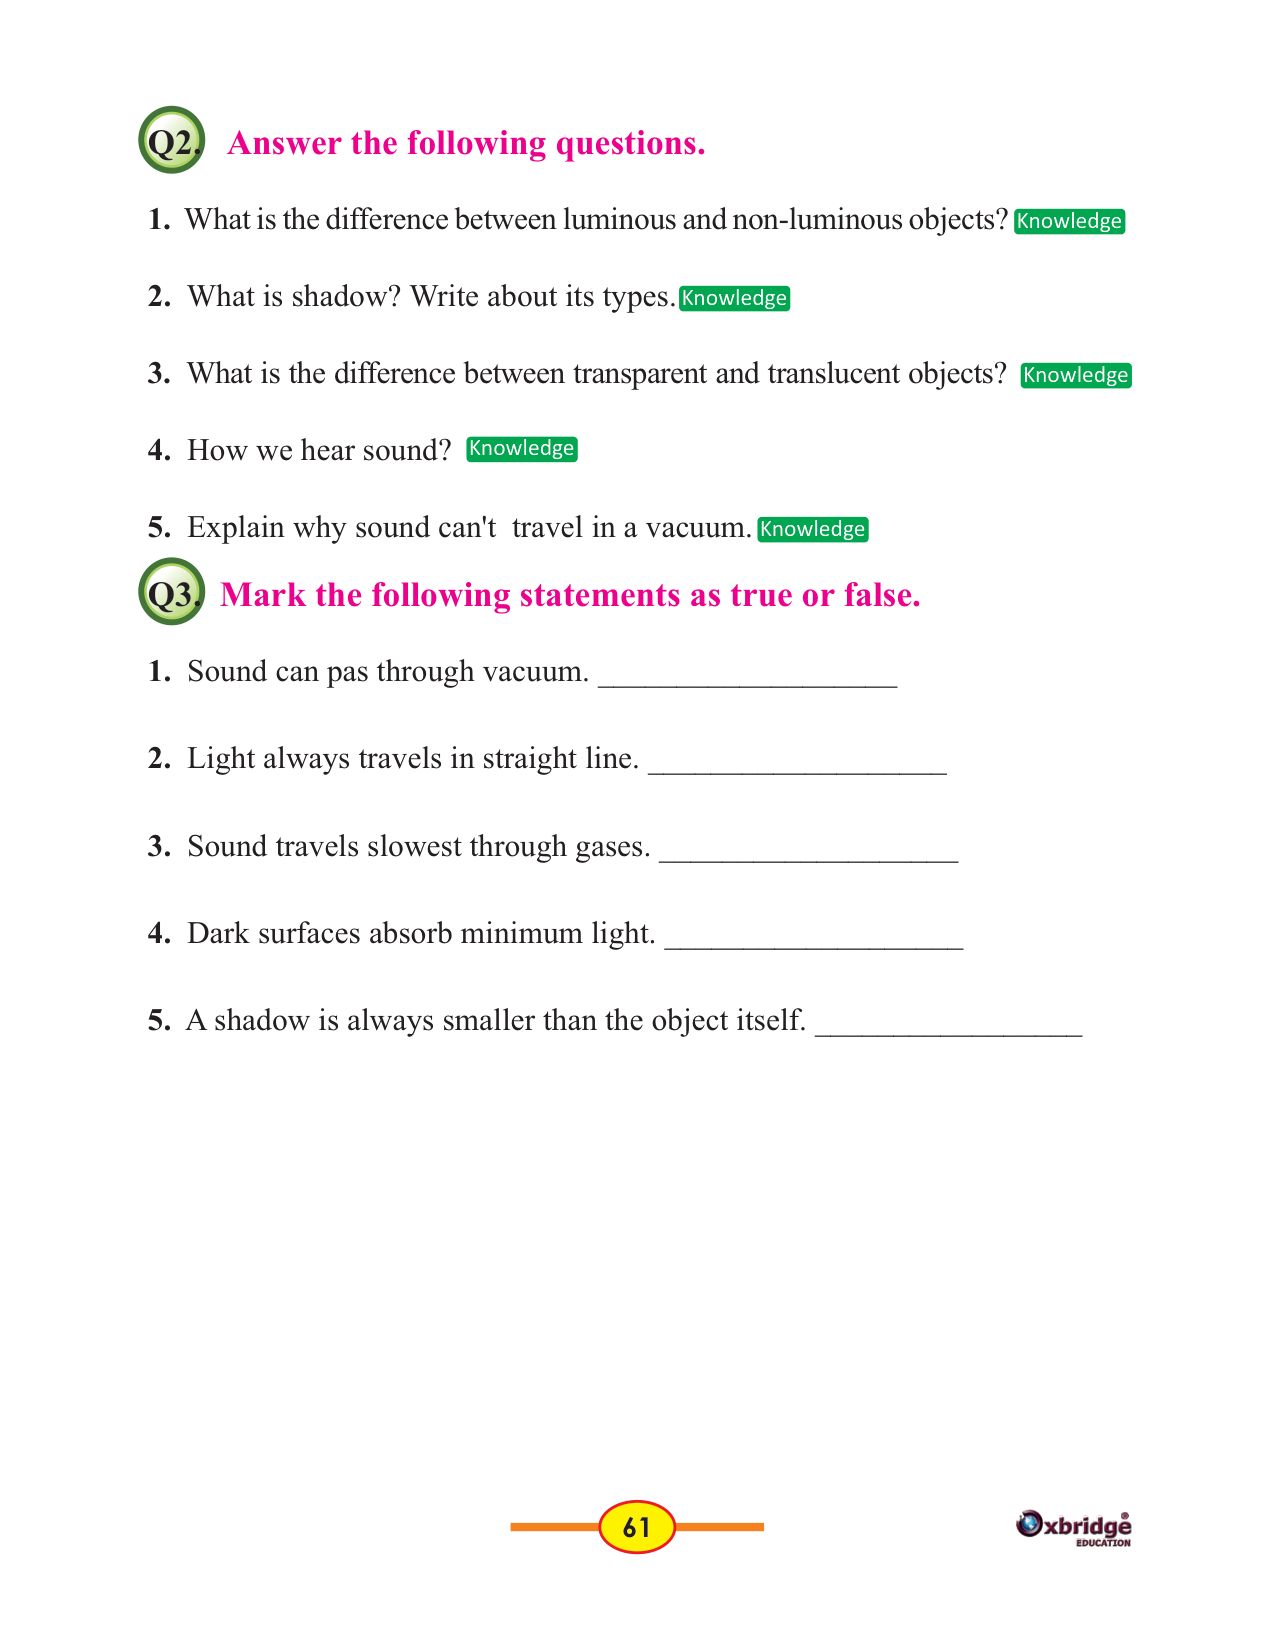 Q2. Answer the following questions.
1. What is the difference between luminous and non-luminous objects? Knowledge
2. What is shadow? Write about its types. Knowledge
3. What is the difference between transparent and translucent objects? Knowledge
4. How we hear sound? Knowledge
5. Explain why sound can't travel in a vacuum. Knowledge
Q3. Mark the following statements as true or false.
1. Sound can pas through vacuum. ___________________
2. Light always travels in straight line. ___________________
3. Sound travels slowest through gases. ___________________
4. Dark surfaces absorb minimum light. ___________________
5. A shadow is always smaller than the object itself. _________________
61
Oxbridge®
EDUCATION